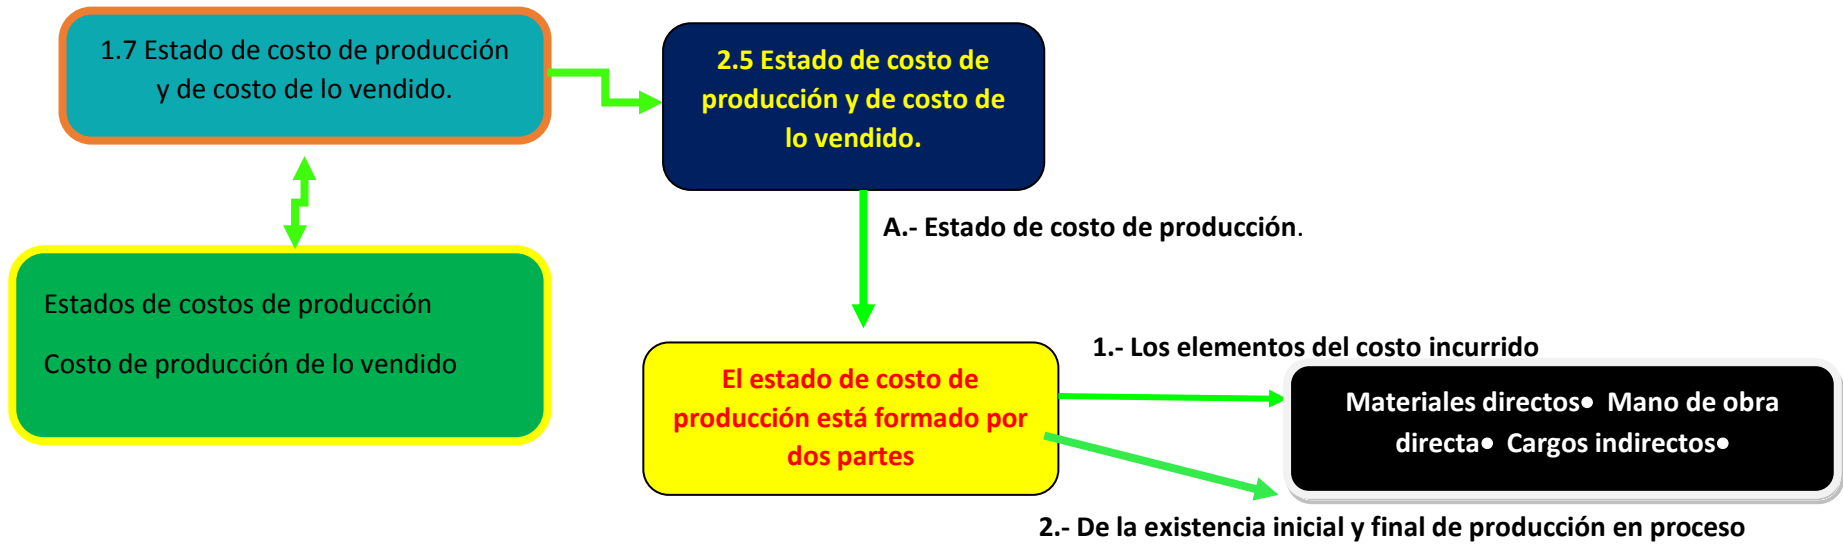 1.7 Estado de costo de producción
y de costo de lo vendido.
2.5 Estado de costo de
producción y de costo de
lo vendido.
A.- Estado de costo de producción.
Estados de costos de producción
Costo de producción de lo vendido
El estado de costo de
producción está formado por
dos partes
1.- Los elementos del costo incurrido
Materiales directos• Mano de obra
directa• Cargos indirectos•
2.- De la existencia inicial y final de producción en proceso